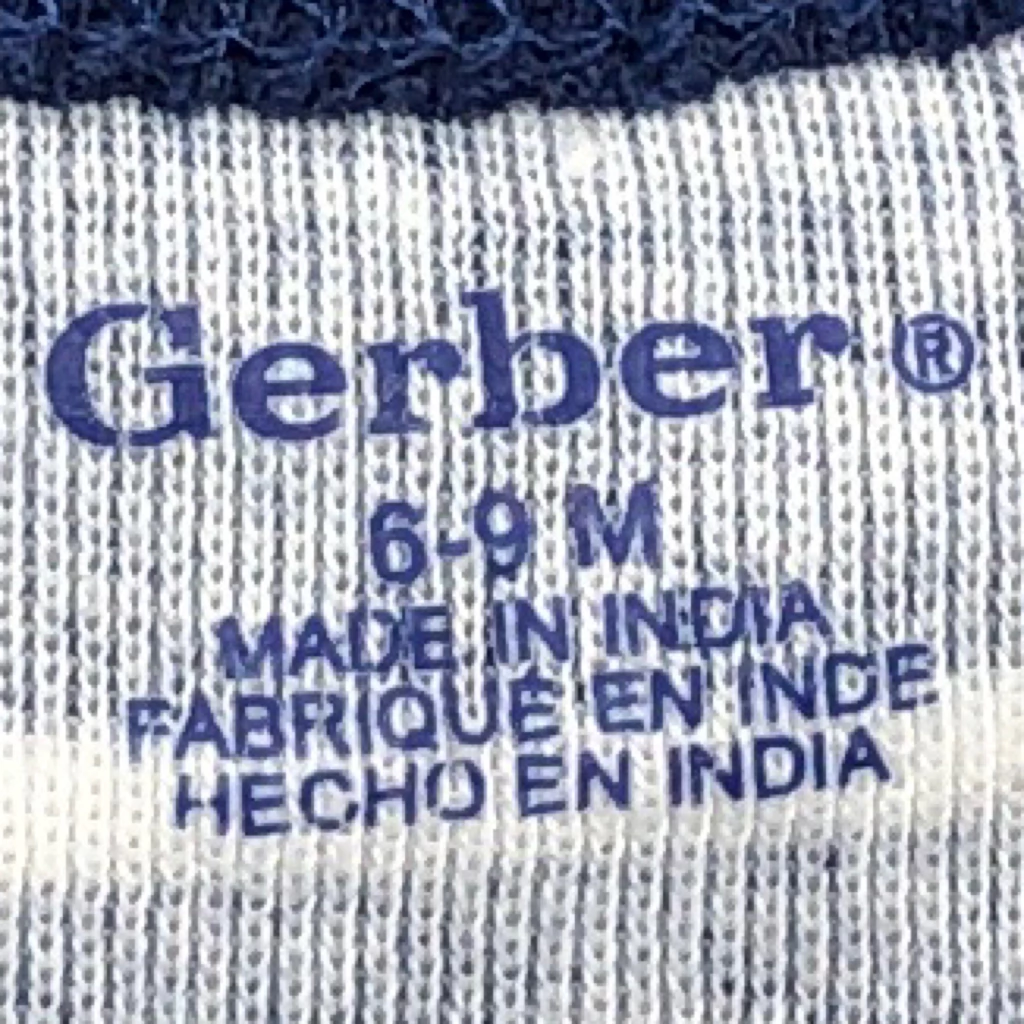 Gerber®
6-9 M
MADE IN INDIA
FABRIQUÉ EN INDE
HECHO EN INDIA